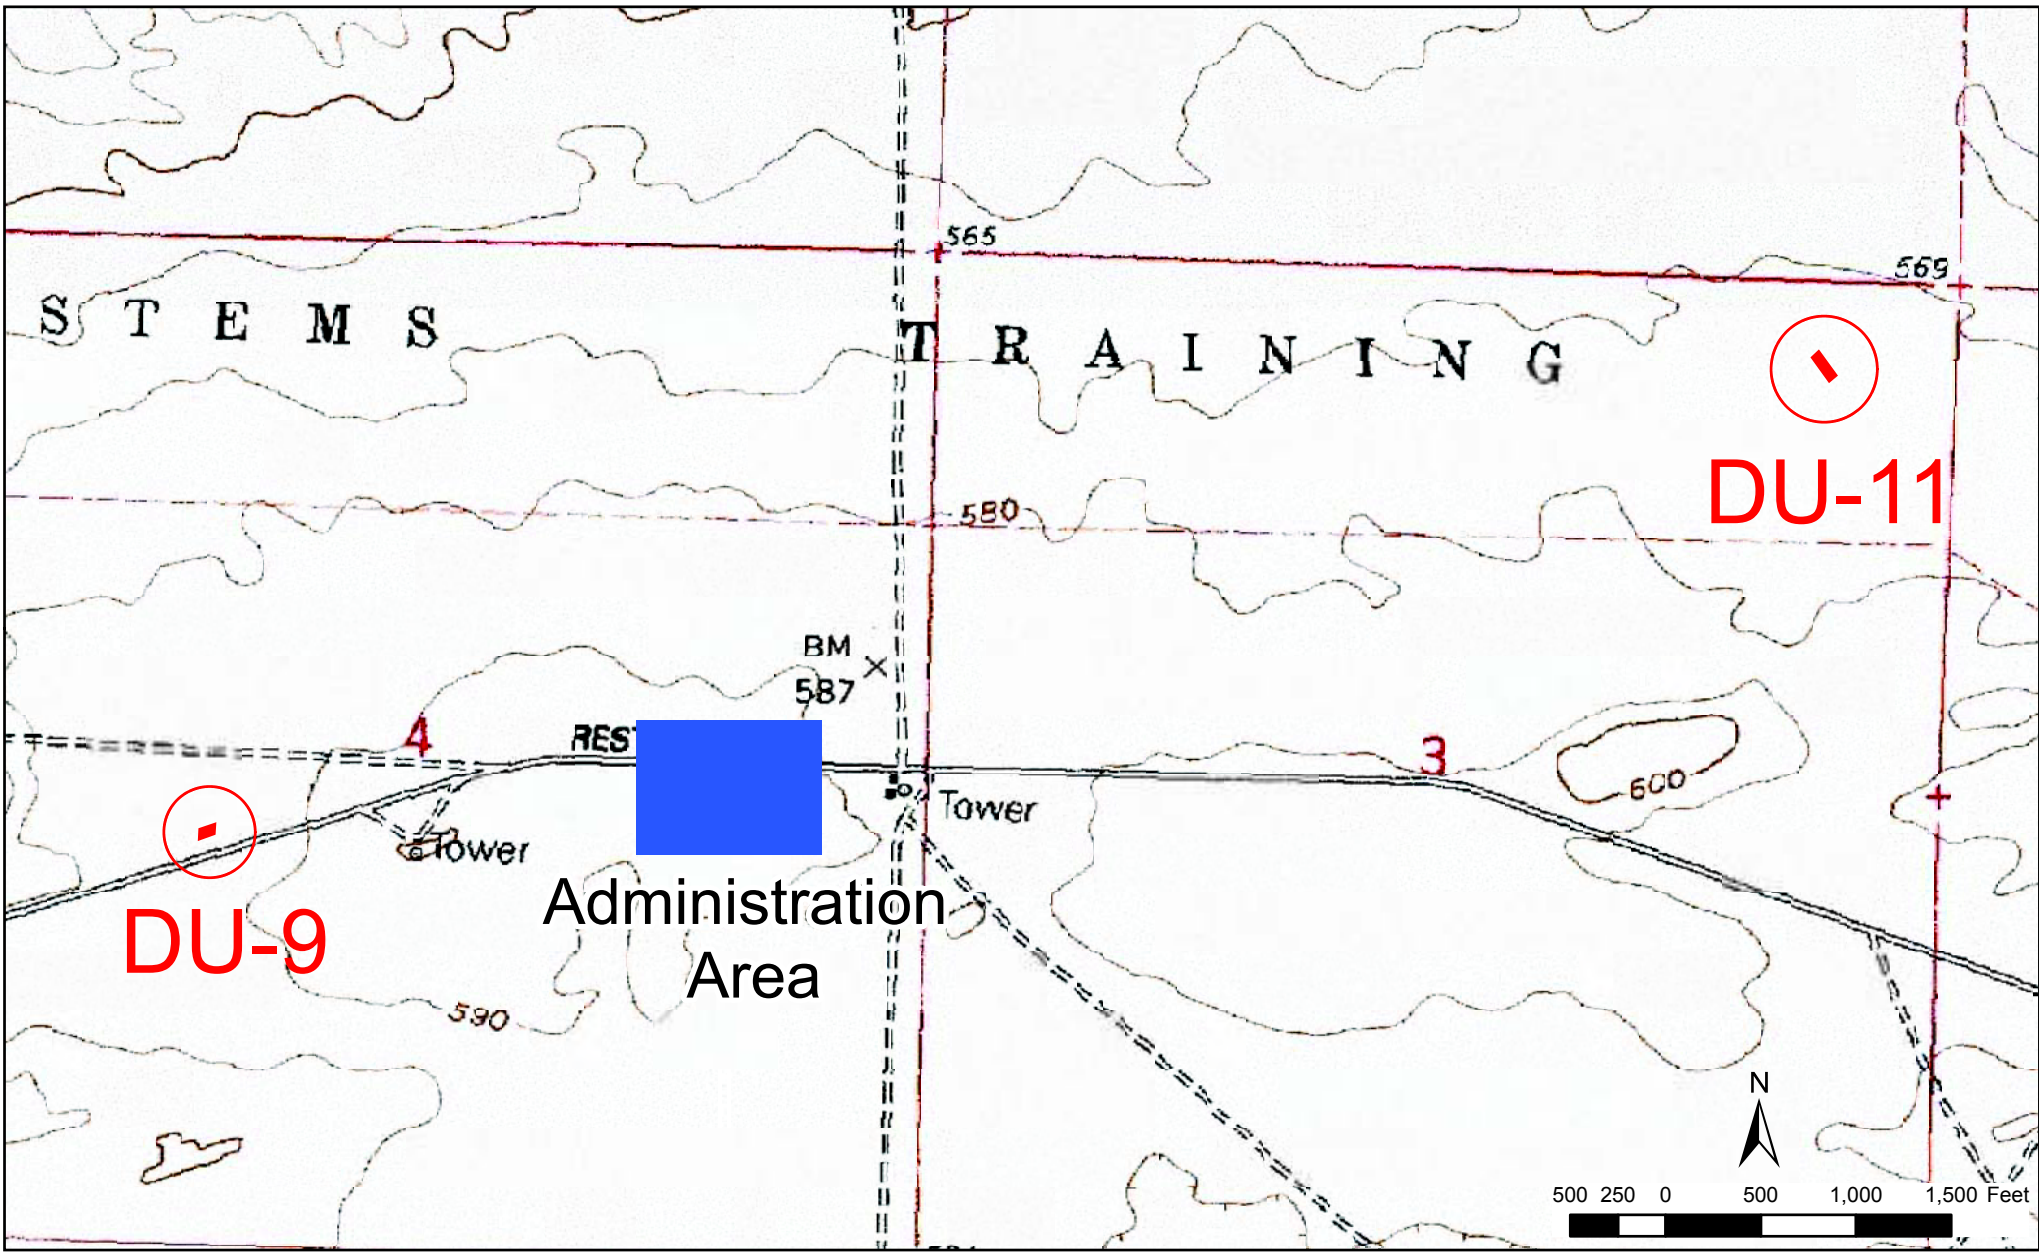 565
569
S T E M S T R A I N I N G
DU-11
580
BM
587
4
REST
3
600
Tower
Tower
Administration
Area
DU-9
590
N
500 250 0 500 1,000 1,500 Feet